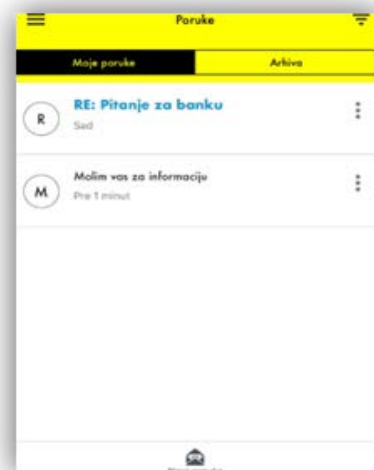 Poruke
Moje poruke Arhiva
R RE: Pitanje za banku
Sad
M Molim vas za informaciju
Pre 1 minut